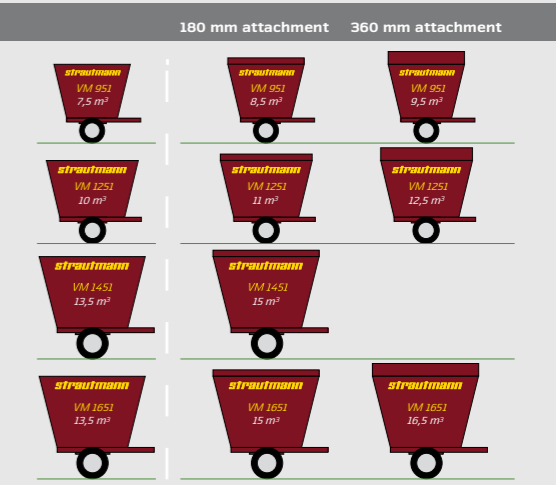 180 mm attachment 360 mm attachment
strautmann
VM 951
7,5 m³
strautmann
VM 951
8,5 m³
strautmann
VM 951
9,5 m³
strautmann
VM 1251
10 m³
strautmann
VM 1251
11 m³
strautmann
VM 1251
12,5 m³
strautmann
VM 1451
13,5 m³
strautmann
VM 1451
15 m³
strautmann
VM 1651
13,5 m³
strautmann
VM 1651
15 m³
strautmann
VM 1651
16,5 m³